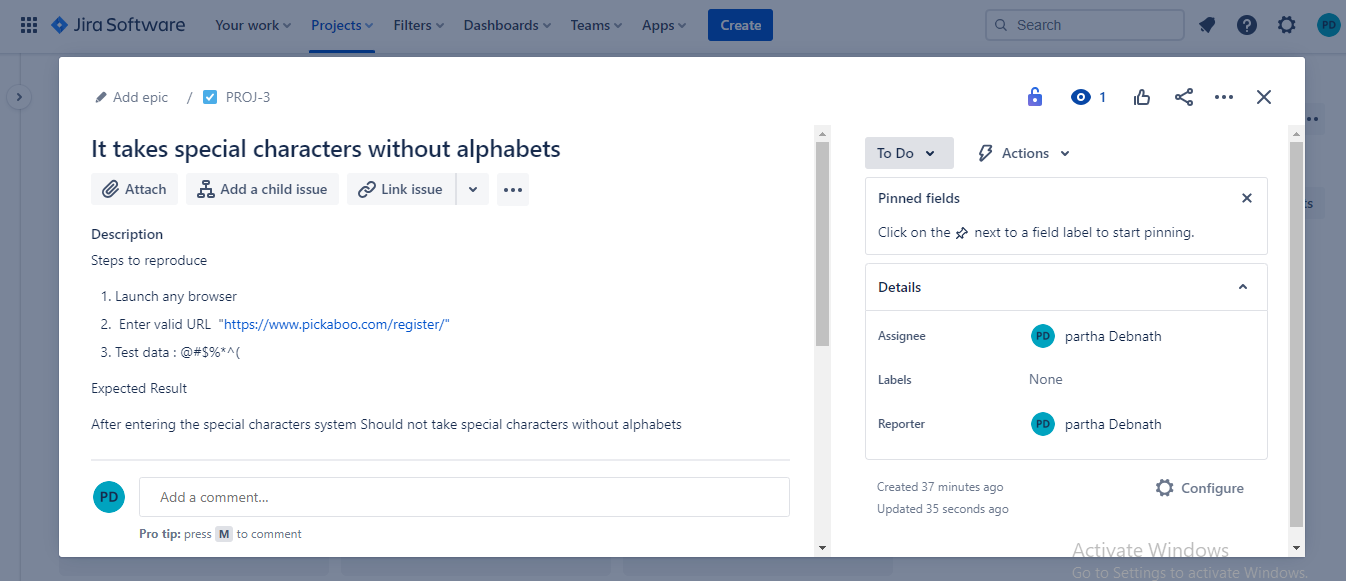 Jira Software Your work Projects Filters Dashboards Teams Apps Create Search PD
Add epic / PROJ-3 1
It takes special characters without alphabets
Attach Add a child issue Link issue
Description
Steps to reproduce
1. Launch any browser
2. Enter valid URL "https://www.pickaboo.com/register/"
3. Test data : @#$%*^(
Expected Result
After entering the special characters system Should not take special characters without alphabets
PD Add a comment...
Pro tip: press M to comment
To Do Actions
Pinned fields
Click on the next to a field label to start pinning.
Details
Assignee PD partha Debnath
Labels None
Reporter PD partha Debnath
Created 37 minutes ago
Configure
Updated 35 seconds ago
Activate Windows
Go to Settings to activate Windows.